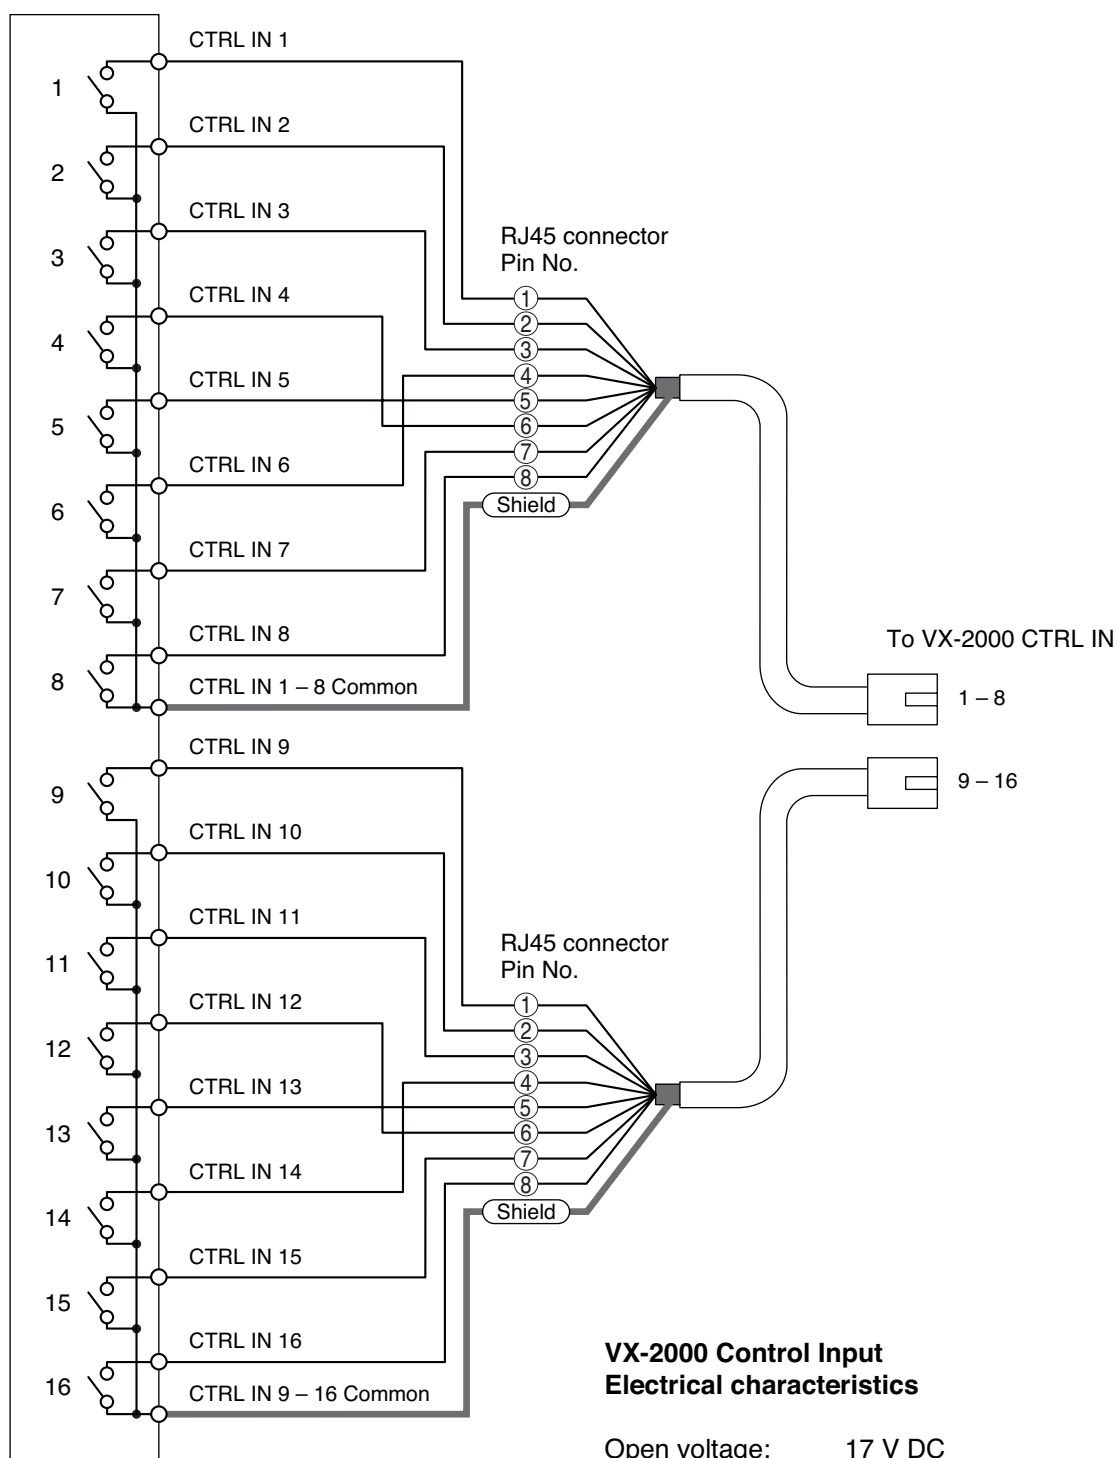 CTRL IN 1
1
CTRL IN 2
2
CTRL IN 3
3
CTRL IN 4
4
CTRL IN 5
5
CTRL IN 6
6
CTRL IN 7
7
CTRL IN 8
8
CTRL IN 1 – 8 Common
RJ45 connector
Pin No.
1
2
3
4
5
6
7
8
Shield
To VX-2000 CTRL IN
1 – 8
9 – 16
CTRL IN 9
9
CTRL IN 10
10
CTRL IN 11
11
CTRL IN 12
12
CTRL IN 13
13
CTRL IN 14
14
CTRL IN 15
15
CTRL IN 16
16
CTRL IN 9 – 16 Common
RJ45 connector
Pin No.
1
2
3
4
5
6
7
8
Shield
VX-2000 Control Input
Electrical characteristics
Open voltage: 17 V DC